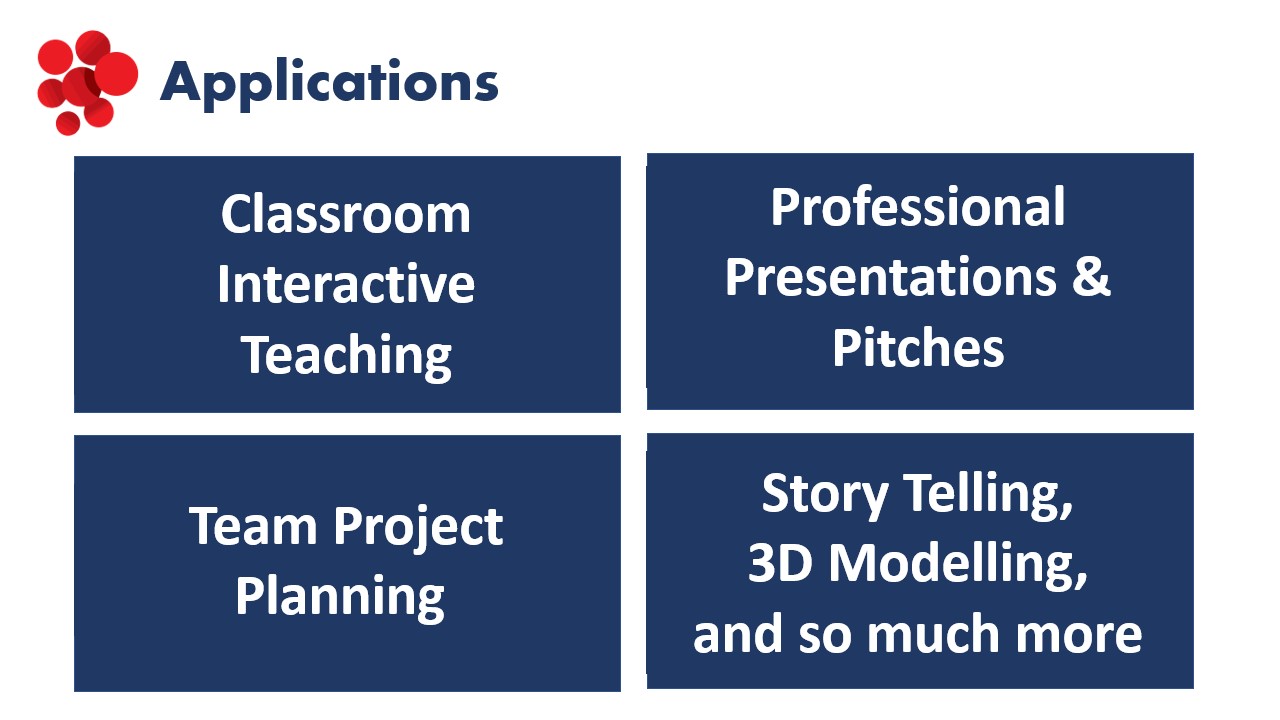 Applications
Classroom
Interactive
Teaching
Professional
Presentations &
Pitches
Team Project
Planning
Story Telling,
3D Modelling,
and so much more